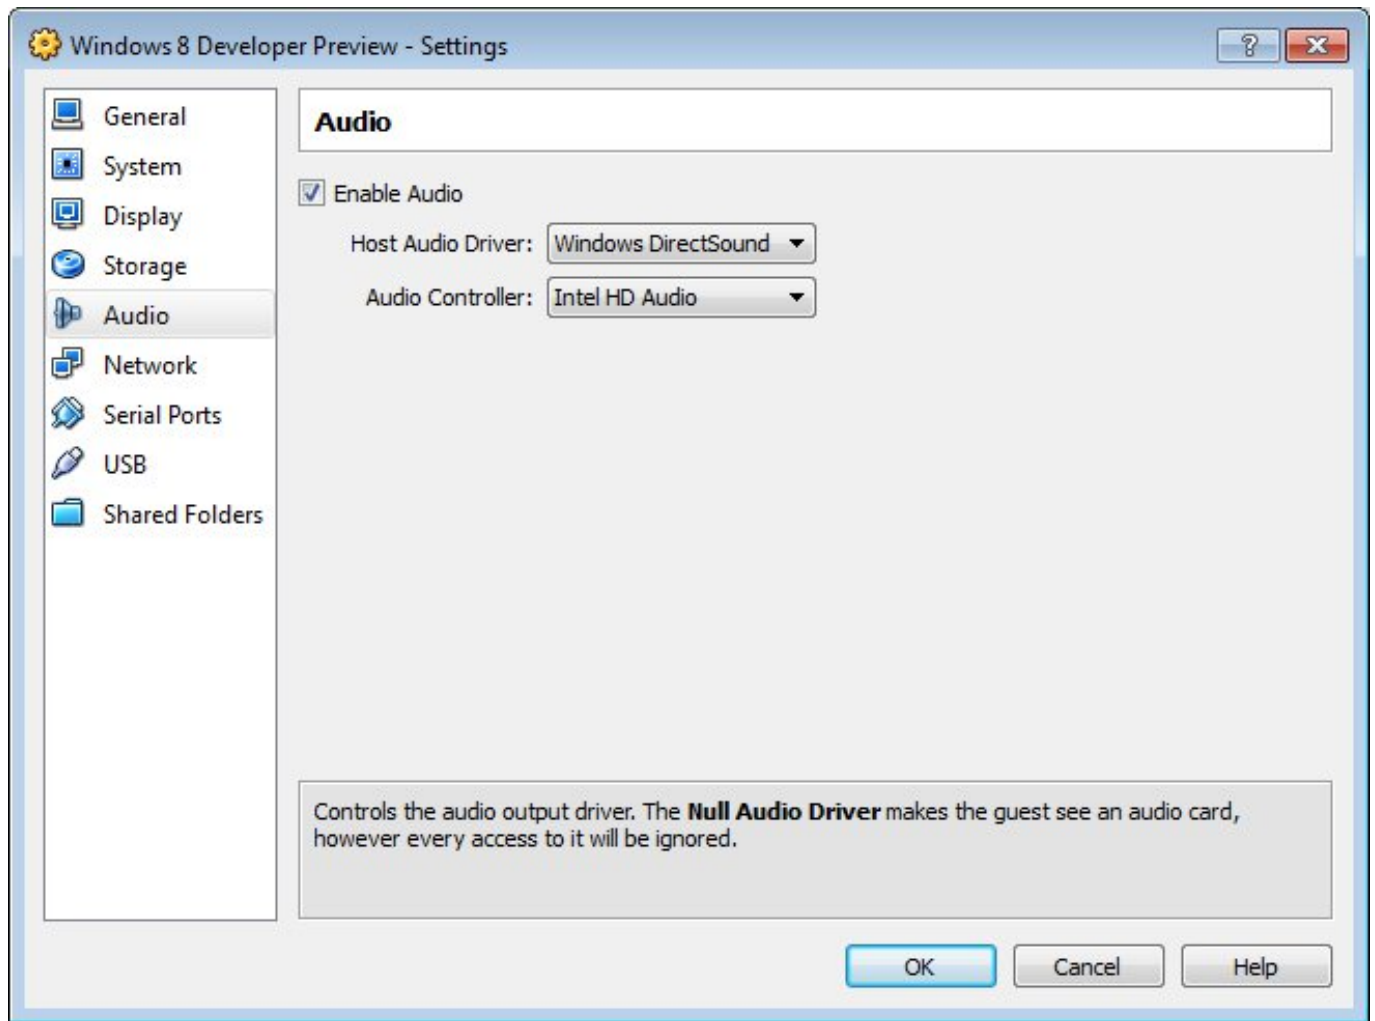 Windows 8 Developer Preview - Settings
?
General
System
Display
Storage
Audio
Network
Serial Ports
USB
Shared Folders
Audio
Enable Audio
Host Audio Driver: Windows DirectSound
Audio Controller: Intel HD Audio
Controls the audio output driver. The Null Audio Driver makes the guest see an audio card,
however every access to it will be ignored.
OK Cancel Help